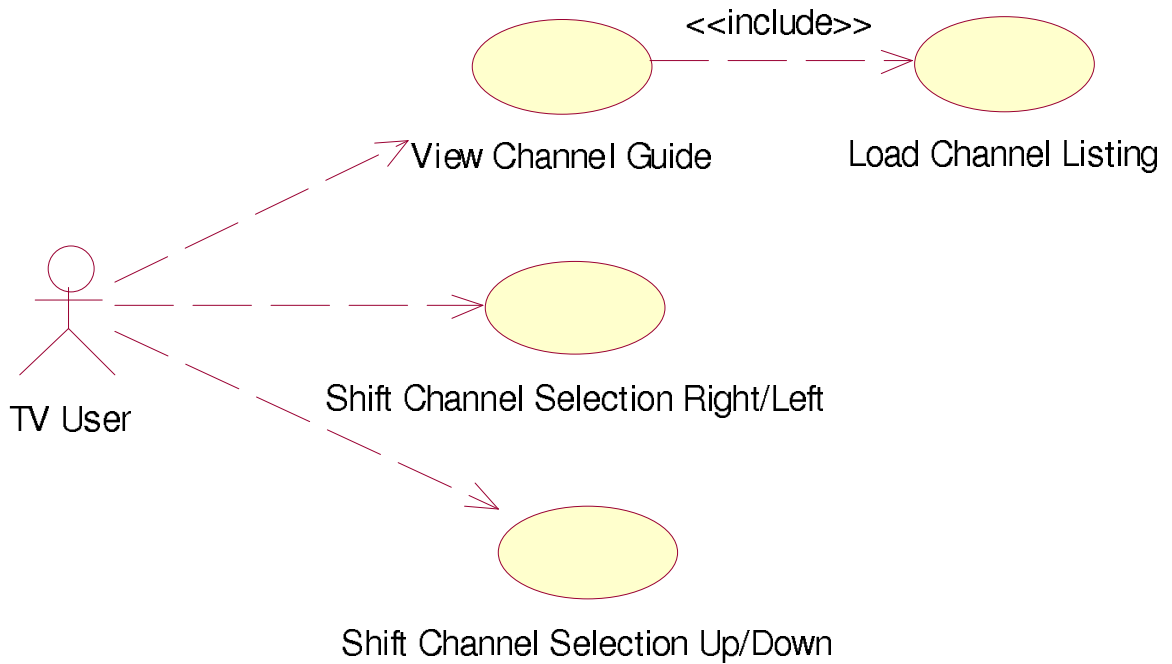 <<include>>
View Channel Guide
Load Channel Listing
Shift Channel Selection Right/Left
TV User
Shift Channel Selection Up/Down